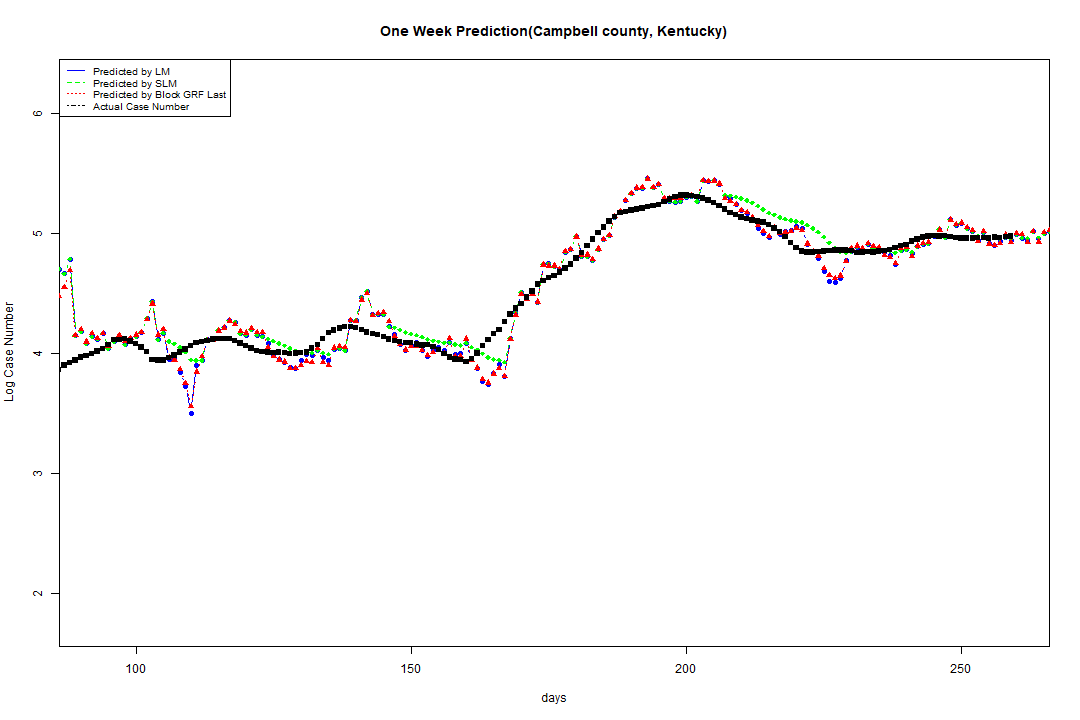 One Week Prediction(Campbell county, Kentucky)
Predicted by LM
Predicted by SLM
Predicted by Block GRF Last
Actual Case Number
6
5
4
3
2
Log Case Number
100
150
200
250
days